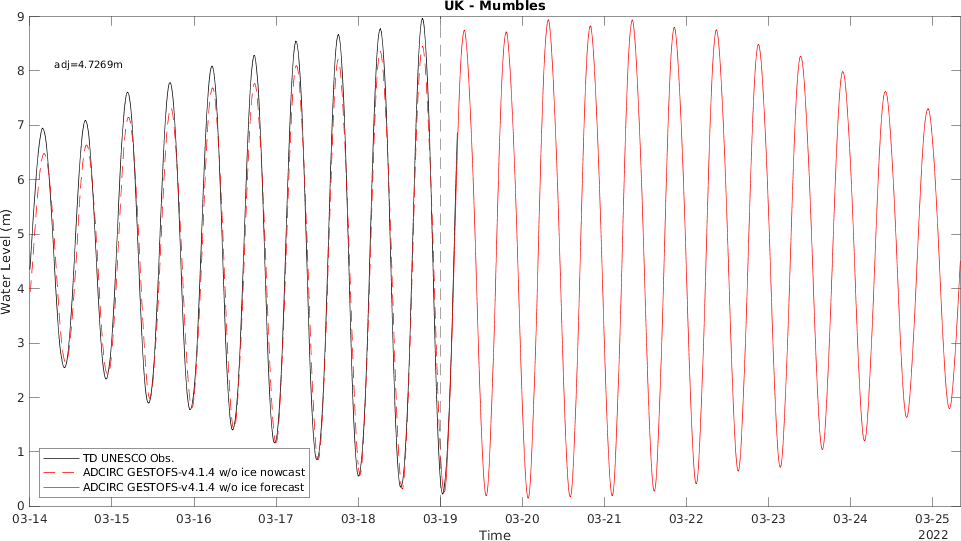 UK - Mumbles
9
8
7
6
5
4
3
2
1
0
adj=4.7269m
Water Level (m)
TD UNESCO Obs.
ADCIRC GESTOFS-v4.1.4 w/o ice nowcast
ADCIRC GESTOFS-v4.1.4 w/o ice forecast
03-14 03-15 03-16 03-17 03-18 03-19 03-20 03-21 03-22 03-23 03-24 03-25
Time
2022